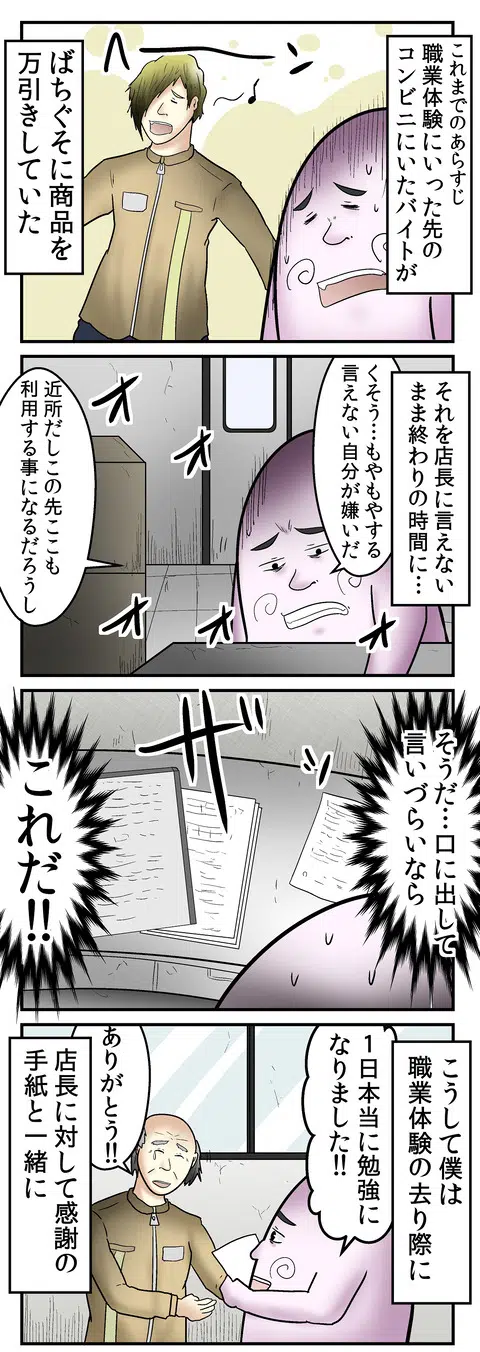 これまでのあらすじ
職業体験にいった先の
コンビニにいたバイトが
ばちぐそに商品を
万引きしていた
それを店長に言えない
まま終わりの時間に…
くそう…もやもやする
言えない自分が嫌いだ
近所だしこの先ここも
利用する事になるだろうし
オ
オ
オ
オ
オ
そうだ…口に出して
言いづらいなら
ザッ
これだ!!
こうして僕は
職業体験の去り際に
1日本当に勉強に
なりました!!
ありがとう!!
店長に対して感謝の
手紙と一緒に